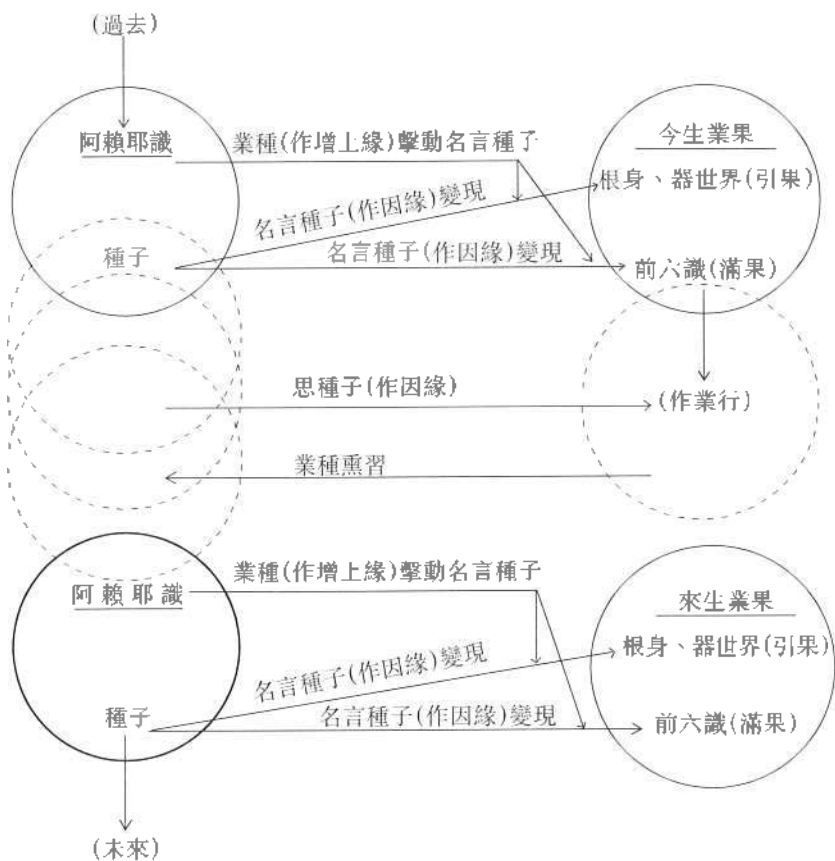 (過去)
阿賴耶識
業種(作增上緣)擊動名言種子
今生業果
根身、器世界(引果)
名言種子(作因緣)變現
種子
名言種子(作因緣)變現
前六識(滿果)
思種子(作因緣)
(作業行)
業種熏習
阿賴耶識
業種(作增上緣)擊動名言種子
來生業果
根身、器世界(引果)
名言種子(作因緣)變現
種子
名言種子(作因緣)變現
前六識(滿果)
(未來)